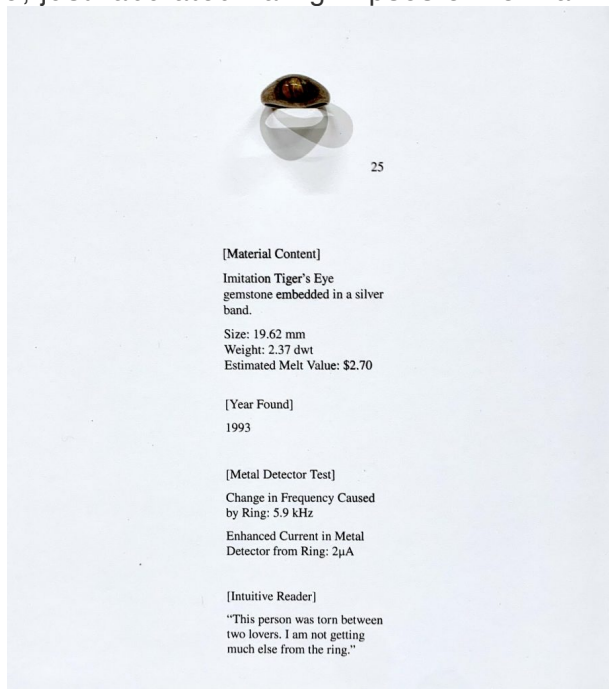 25
[Material Content]
Imitation Tiger's Eye
gemstone embedded in a silver
band.
Size: 19.62 mm
Weight: 2.37 dwt
Estimated Melt Value: $2.70
[Year Found]
1993
[Metal Detector Test]
Change in Frequency Caused
by Ring: 5.9 kHz
Enhanced Current in Metal
Detector from Ring: 2µA
[Intuitive Reader]
“This person was torn between
two lovers. I am not getting
much else from the ring.”